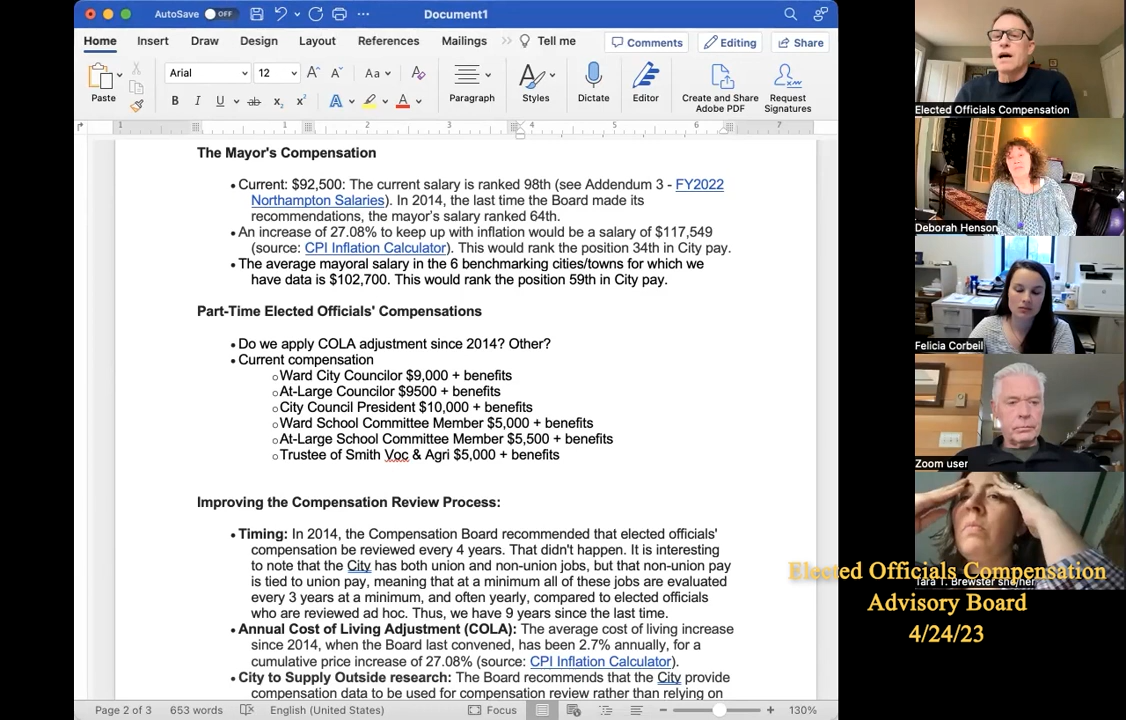 AutoSave OFF Document1
Home Insert Draw Design Layout References Mailings Tell me Comments Editing Share
Arial 12 Aa
Paste Paragraph Styles Dictate Editor Create and Share Adobe PDF Request Signatures
B I U ab x₂ x² A A
1 1 2 3 4 5 6 7
The Mayor's Compensation
• Current: $92,500: The current salary is ranked 98th (see Addendum 3 - FY2022
Northampton Salaries). In 2014, the last time the Board made its
recommendations, the mayor's salary ranked 64th.
• An increase of 27.08% to keep up with inflation would be a salary of $117,549
(source: CPI Inflation Calculator). This would rank the position 34th in City pay.
• The average mayoral salary in the 6 benchmarking cities/towns for which we
have data is $102,700. This would rank the position 59th in City pay.
Part-Time Elected Officials' Compensations
• Do we apply COLA adjustment since 2014? Other?
• Current compensation
○ Ward City Councilor $9,000 + benefits
○ At-Large Councilor $9500 + benefits
○ City Council President $10,000 + benefits
○ Ward School Committee Member $5,000 + benefits
○ At-Large School Committee Member $5,500 + benefits
○ Trustee of Smith Voc & Agri $5,000 + benefits
Improving the Compensation Review Process:
• Timing: In 2014, the Compensation Board recommended that elected officials'
compensation be reviewed every 4 years. That didn't happen. It is interesting
to note that the City has both union and non-union jobs, but that non-union pay
is tied to union pay, meaning that at a minimum all of these jobs are evaluated
every 3 years at a minimum, and often yearly, compared to elected officials
who are reviewed ad hoc. Thus, we have 9 years since the last time.
• Annual Cost of Living Adjustment (COLA): The average cost of living increase
since 2014, when the Board last convened, has been 2.7% annually, for a
cumulative price increase of 27.08% (source: CPI Inflation Calculator).
• City to Supply Outside research: The Board recommends that the City provide
compensation data to be used for compensation review rather than relying on
Page 2 of 3 653 words English (United States) Focus 130%
Elected Officials Compensation
Deborah Henson
Felicia Corbeil
Zoom user
Tara T. Brewster she/her
Elected Officials Compensation
Advisory Board
4/24/23